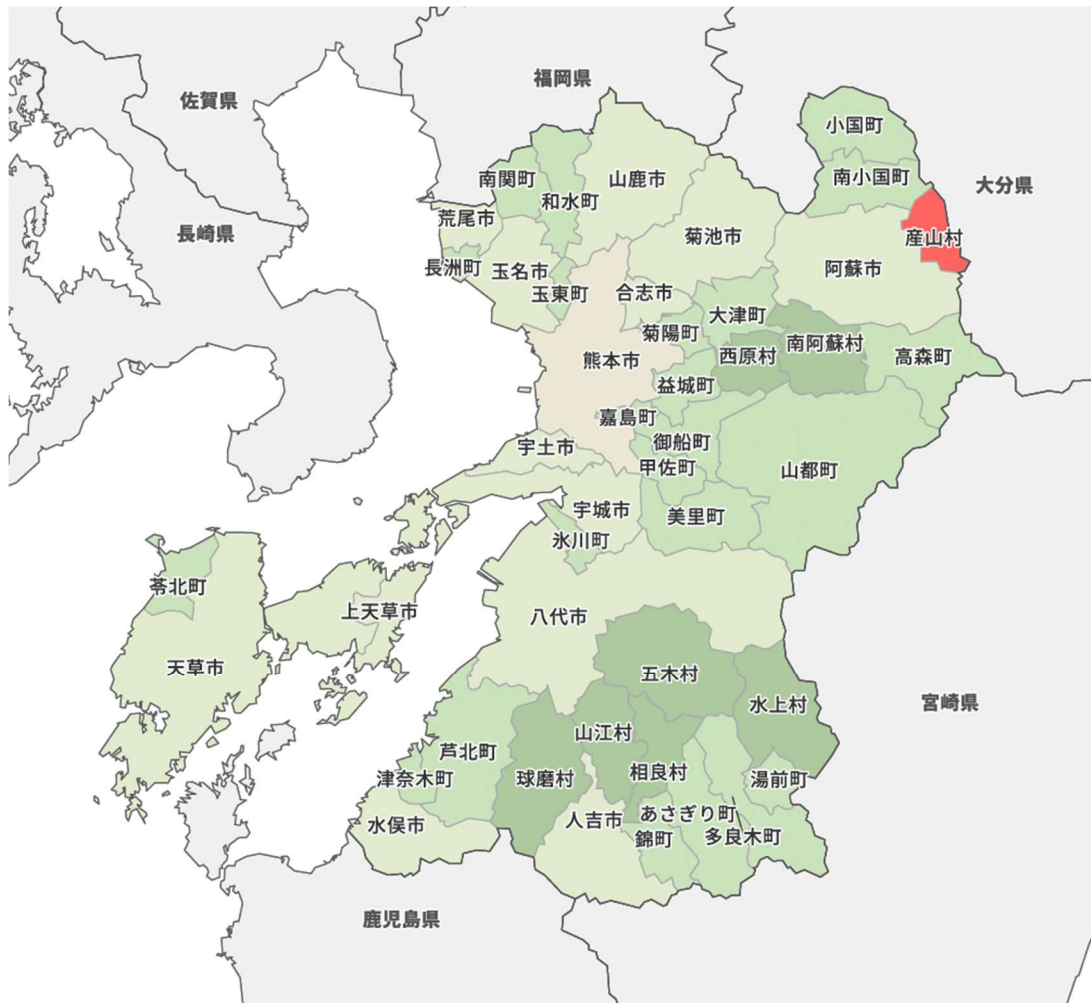 福岡県
佐賀県
小国町
大分県
南関町
山鹿市
南小国町
和水町
荒尾市
長崎県
菊池市
産山村
長洲町
玉名市
阿蘇市
玉東町
合志市
大津町
菊陽町
南阿蘇村
熊本市
西原村
高森町
益城町
嘉島町
宇土市
御船町
甲佐町
山都町
宇城市
美里町
氷川町
苓北町
上天草市
八代市
天草市
五木村
水上村
宮崎県
山江村
芦北町
津奈木町
球磨村
相良村
湯前町
あさぎり町
水俣市
人吉市
錦町
多良木町
鹿児島県